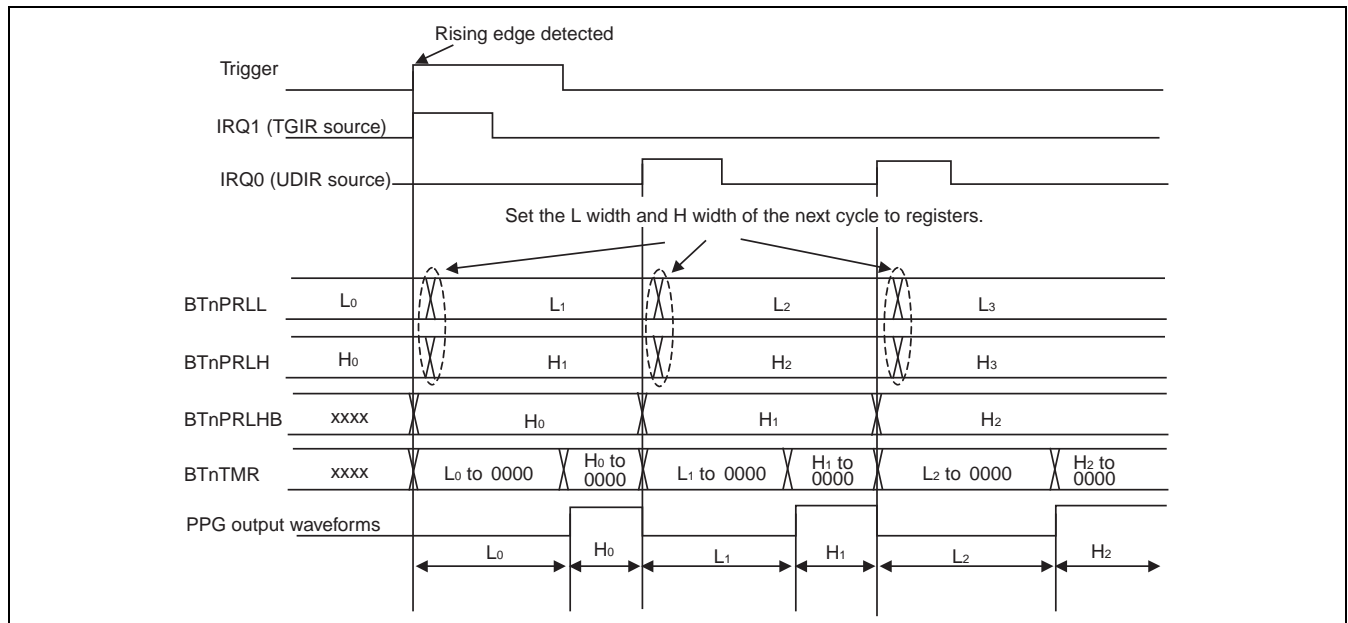 Rising edge detected
Trigger
IRQ1 (TGIR source)
IRQ0 (UDIR source)
Set the L width and H width of the next cycle to registers.
BTnPRLL L0 L1 L2 L3
BTnPRLH H0 H1 H2 H3
BTnPRLHB xxxx H0 H1 H2
BTnTMR xxxx L0 to 0000 H0 to 0000 L1 to 0000 H1 to 0000 L2 to 0000 H2 to 0000
PPG output waveforms
L0 H0 L1 H1 L2 H2